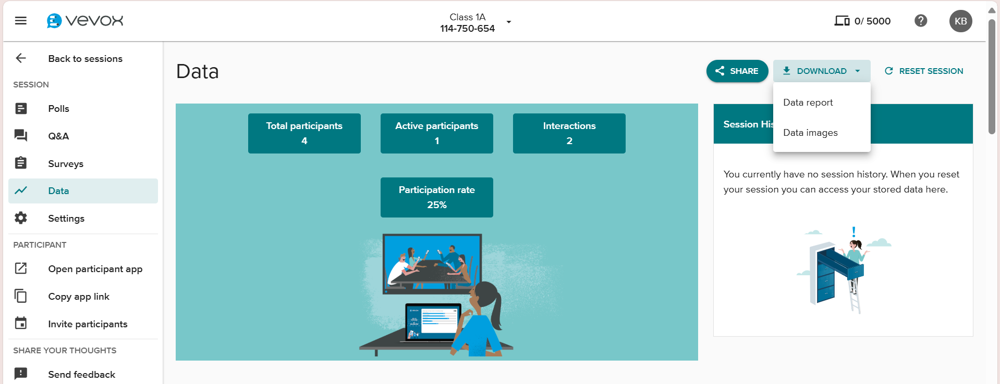 vevox
Class 1A
114-750-654
0/ 5000
KB
Back to sessions
SESSION
Polls
Q&A
Surveys
Data
Settings
PARTICIPANT
Open participant app
Copy app link
Invite participants
SHARE YOUR THOUGHTS
Send feedback
Data
SHARE
DOWNLOAD
RESET SESSION
Data report
Data images
Total participants
4
Active participants
1
Interactions
2
Participation rate
25%
Session His
You currently have no session history. When you reset
your session you can access your stored data here.